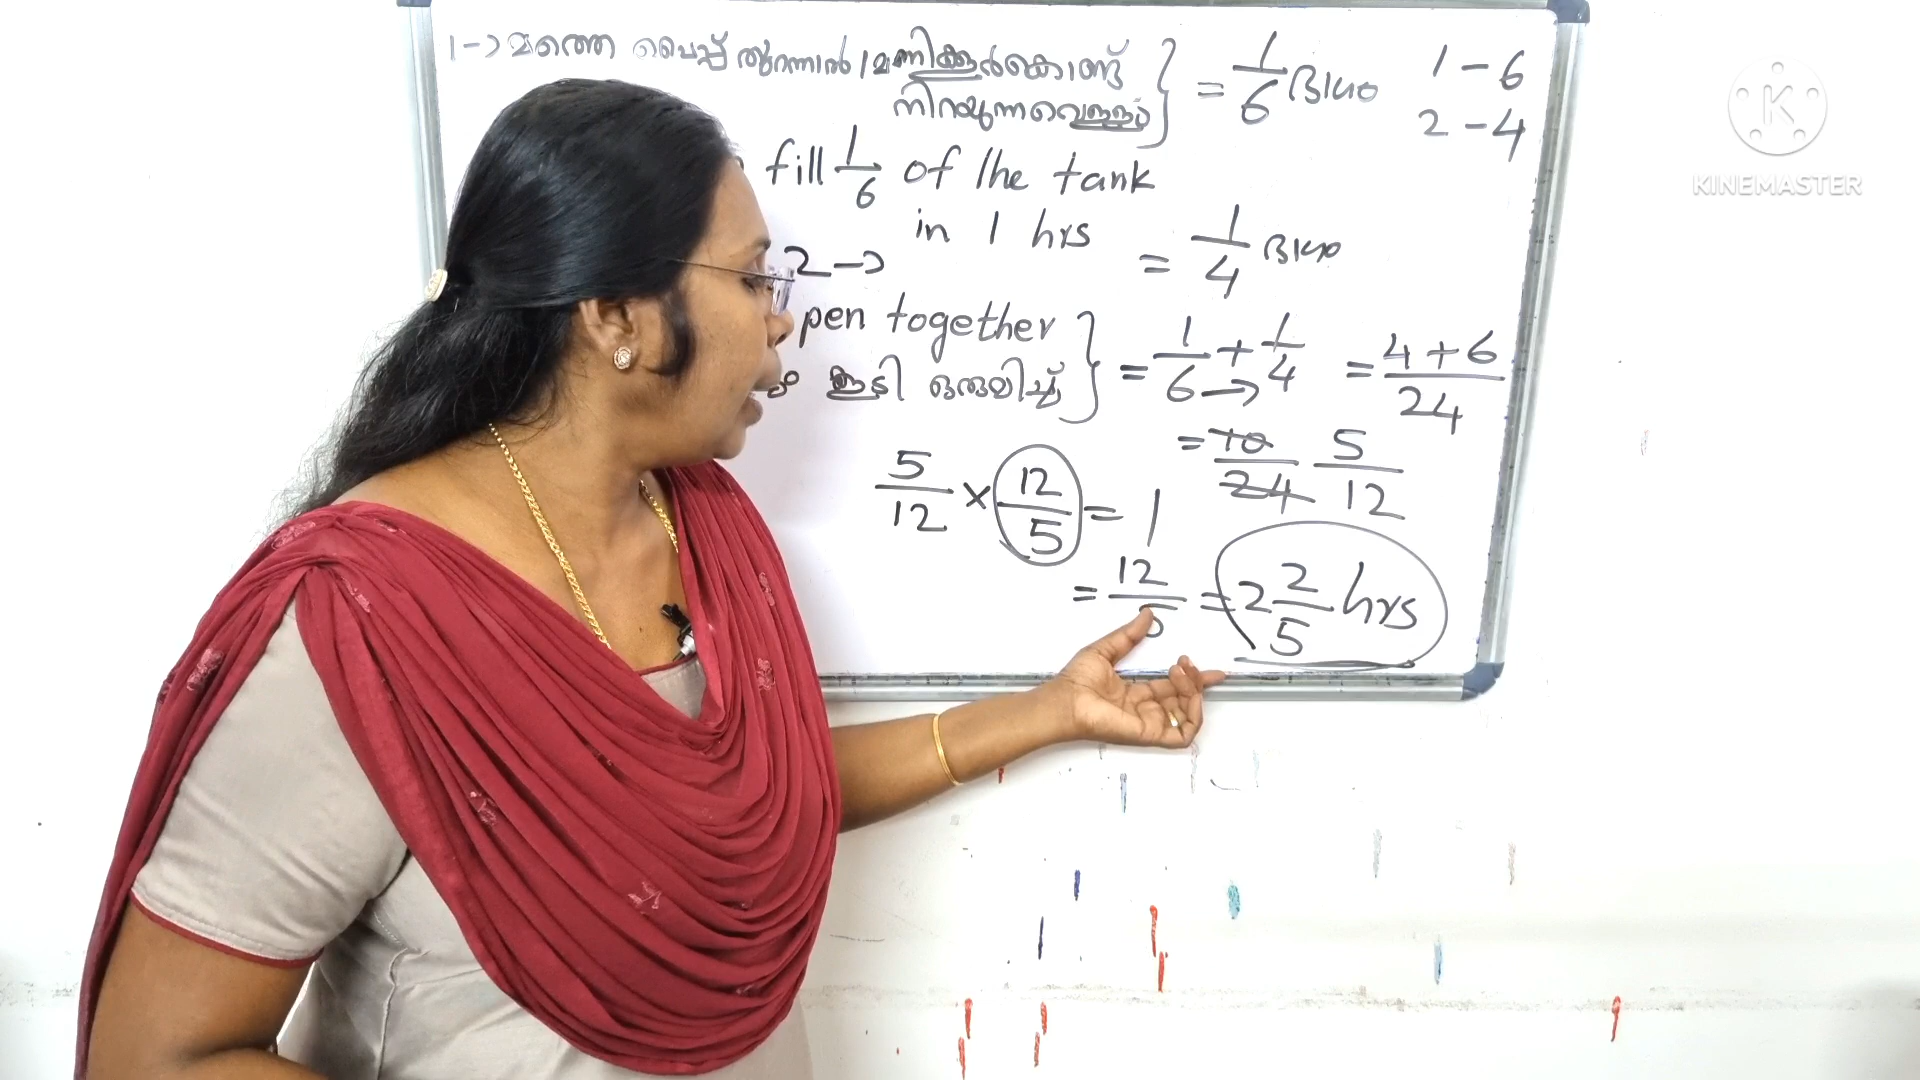 1 -> മത്തെ പൈപ്പ് തുറന്നാൽ 1 മണിക്കൂർകൊണ്ട് നിറയുന്നവെള്ളം } = 1/6 ഭാഗം
1 - 6
2 - 4
KINEMASTER
fill 1/6 of the tank
in 1 hrs
2 -> = 1/4 ഭാഗം
pen together
കൂടി ഒരുമിച്ച് } = 1/6 + 1/4 = 4+6/24
= 10/24 5/12
5/12 × 12/5 = 1
= 12/5 = 2 2/5 hrs